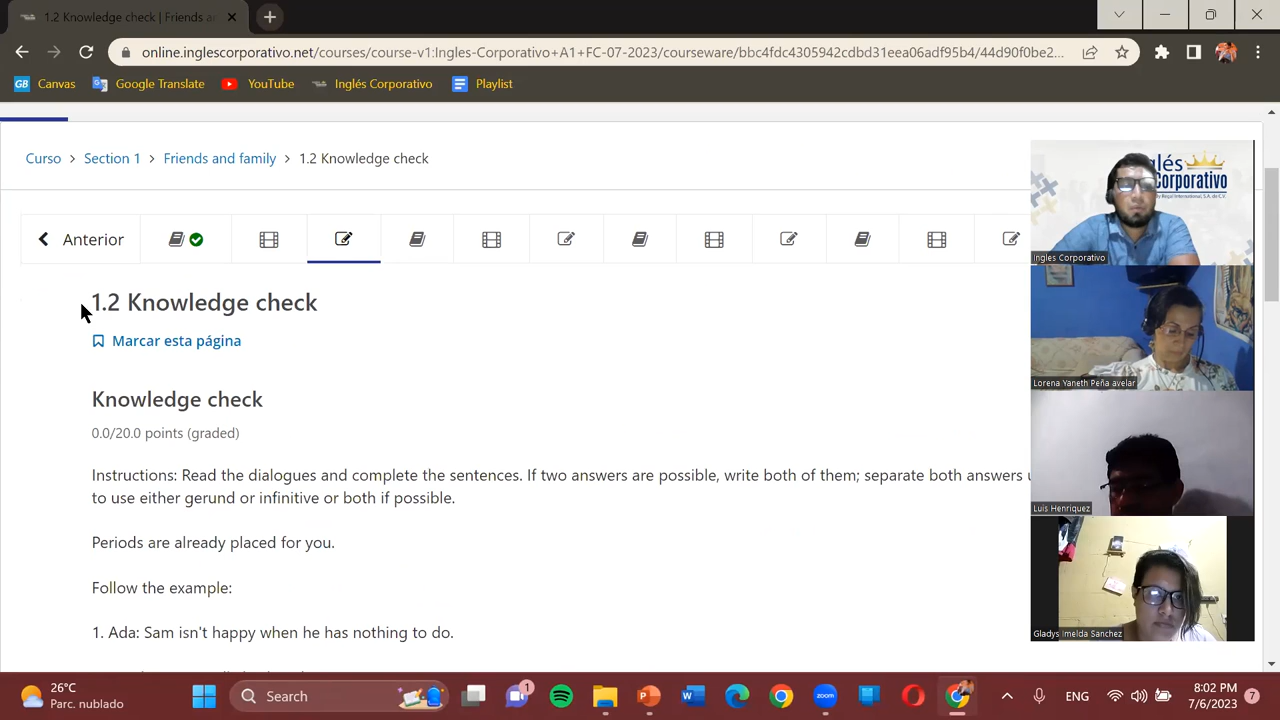 1.2 Knowledge check | Friends a
online.inglescorporativo.net/courses/course-v1:Ingles-Corporativo+A1+FC-07-2023/courseware/bbc4fdc4305942cdbd31eea06adf95b4/44d90f0be2...
GB Canvas Google Translate YouTube Inglés Corporativo Playlist
Curso > Section 1 > Friends and family > 1.2 Knowledge check
Anterior
1.2 Knowledge check
Marcar esta página
Knowledge check
0.0/20.0 points (graded)
Instructions: Read the dialogues and complete the sentences. If two answers are possible, write both of them; separate both answers
to use either gerund or infinitive or both if possible.
Periods are already placed for you.
Follow the example:
1. Ada: Sam isn't happy when he has nothing to do.
lés
Corporativo
Ingles Corporativo
Lorena Yaneth Peña avelar
Luis Henriquez
Gladys Imelda Sanchez
26°C
Parc. nublado
Search
1
ENG
8:02 PM
7/6/2023
7